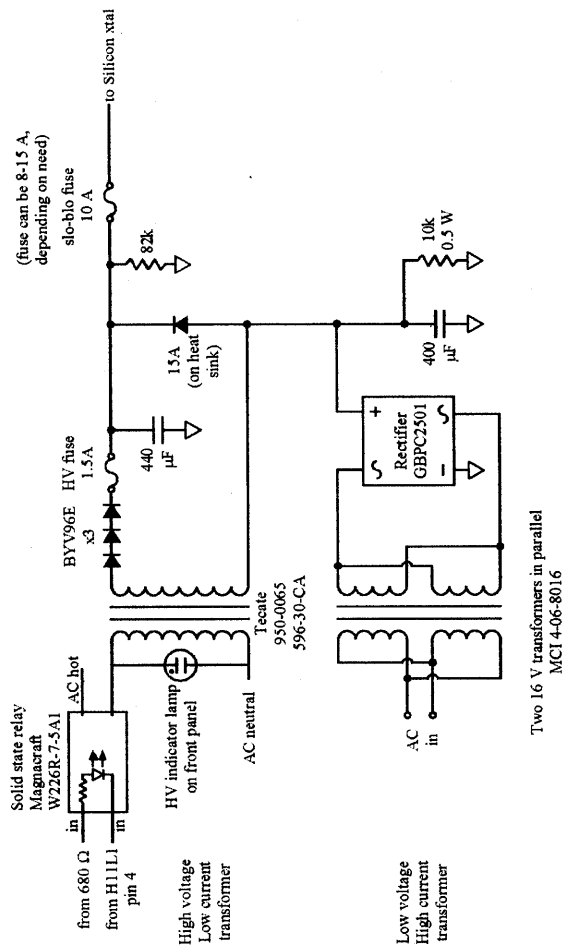 Solid state relay
Magnacraft
W226R-7-5A1
in
in
from 680 Ω
from H11L1
pin 4
AC hot
HV indicator lamp
on front panel
AC neutral
High voltage
Low current
transformer
Tecate
950-0065
596-30-CA
BYV96E
x3
HV fuse
1.5A
440
μF
15A
(on heat
sink)
82k
(fuse can be 8-15 A,
depending on need)
slo-blo fuse
10 A
to Silicon xtal
Low voltage
High current
transformer
AC
in
Two 16 V transformers in parallel
MCI 4-06-8016
+
-
Rectifier
GBPC2501
400
μF
10k
0.5 W